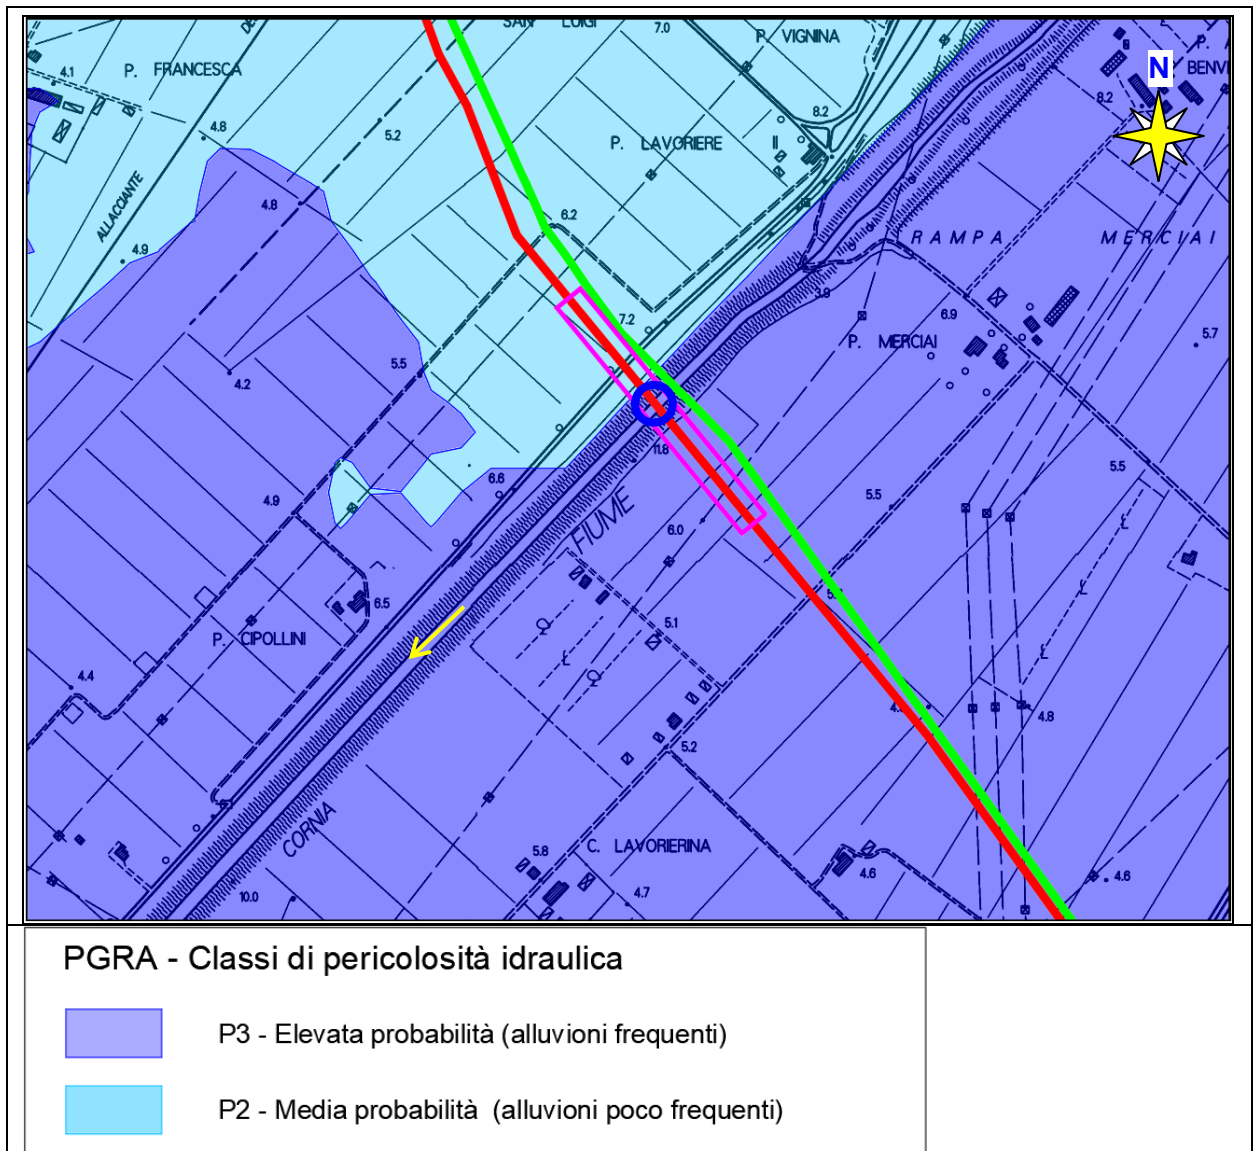 SAN LUIGI
7.0
P. VIGNINA
N
BENVI
4.1
P. FRANCESCA
8.2
8.2
4.8
5.2
P. LAVORIERE
ALLACCIANTE
4.8
6.2
4.9
RAMPA MERCIAI
3.9
7.2
6.9
5.7
P. MERCIAI
5.5
4.2
11.8
5.5
6.6
5.5
4.9
FIUME
6.0
6.5
5.1
P. CIPOLLINI
4.4
4.8
5.2
CORNIA
C. LAVORIERINA
5.8
4.6
4.6
10.0
4.7
PGRA - Classi di pericolosità idraulica
P3 - Elevata probabilità (alluvioni frequenti)
P2 - Media probabilità (alluvioni poco frequenti)